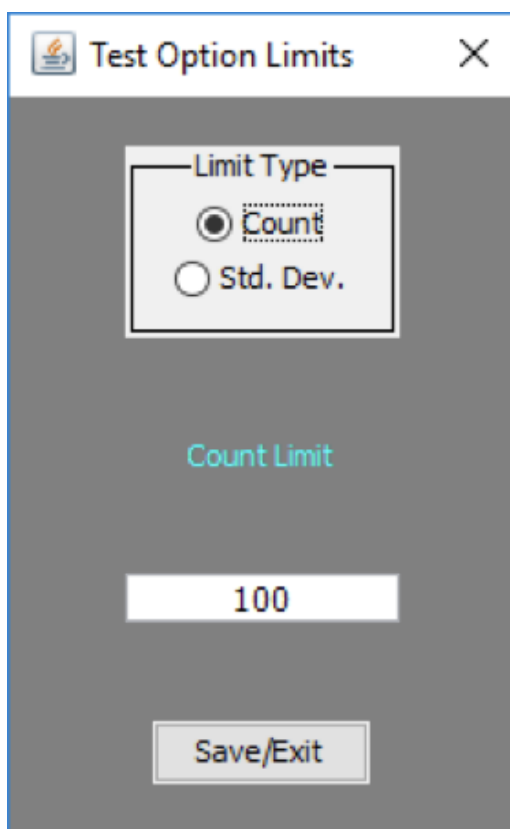 Test Option Limits
Limit Type
Count
Std. Dev.
Count Limit
100
Save/Exit